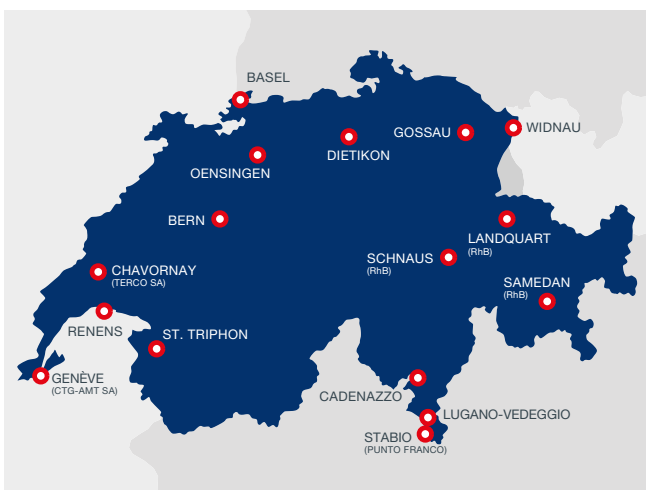 BASEL
GOSSAU
WIDNAU
DIETIKON
OENSINGEN
BERN
LANDQUART
(RhB)
SCHNAUS
(RhB)
CHAVORNAY
(TERCO SA)
SAMEDAN
(RhB)
RENENS
ST. TRIPHON
GENÈVE
(CTG-AMT SA)
CADENAZZO
LUGANO-VEDEGGIO
STABIO
(PUNTO FRANCO)